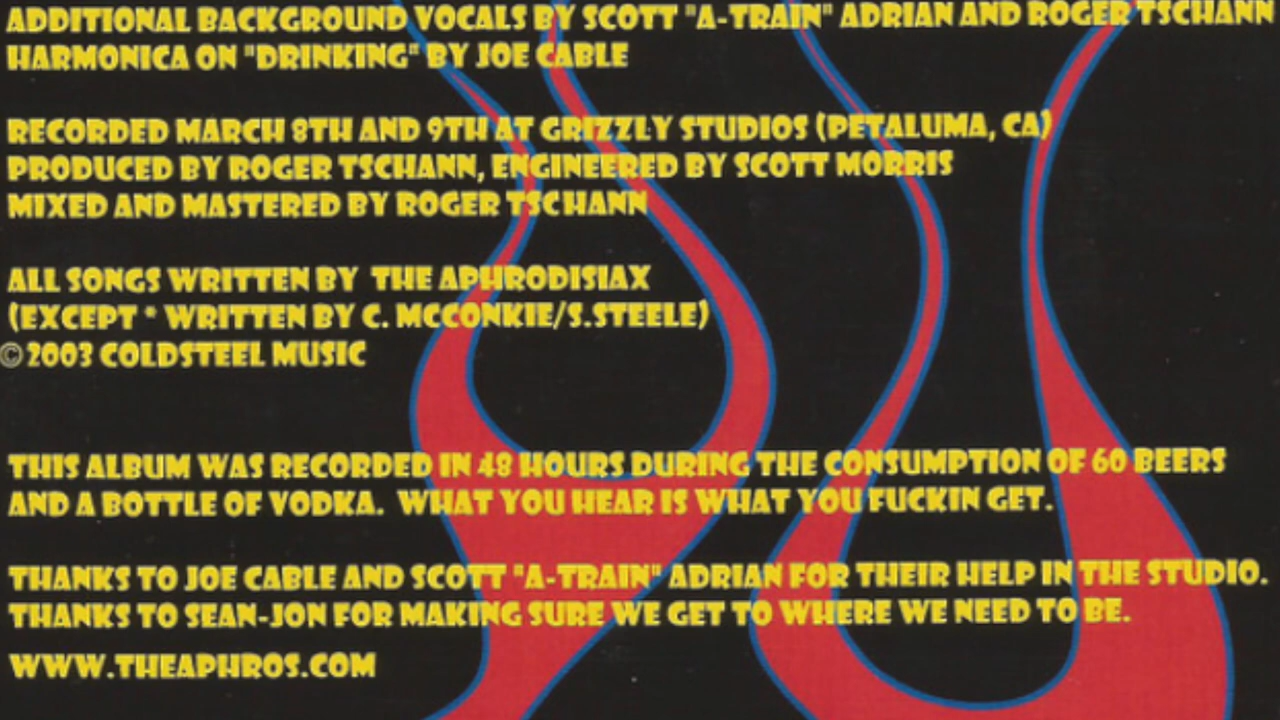 ADDITIONAL BACKGROUND VOCALS BY SCOTT "A-TRAIN" ADRIAN AND ROGER TSCHANN
HARMONICA ON "DRINKING" BY JOE CABLE
RECORDED MARCH 8TH AND 9TH AT GRIZZLY STUDIOS (PETALUMA, CA)
PRODUCED BY ROGER TSCHANN, ENGINEERED BY SCOTT MORRIS
MIXED AND MASTERED BY ROGER TSCHANN
ALL SONGS WRITTEN BY THE APHRODISIAX
(EXCEPT * WRITTEN BY C. MCCONKIE/S.STEELE)
© 2003 COLDSTEEL MUSIC
THIS ALBUM WAS RECORDED IN 48 HOURS DURING THE CONSUMPTION OF 60 BEERS
AND A BOTTLE OF VODKA. WHAT YOU HEAR IS WHAT YOU FUCKIN GET.
THANKS TO JOE CABLE AND SCOTT "A-TRAIN" ADRIAN FOR THEIR HELP IN THE STUDIO.
THANKS TO SEAN-JON FOR MAKING SURE WE GET TO WHERE WE NEED TO BE.
WWW.THEAPHROS.COM